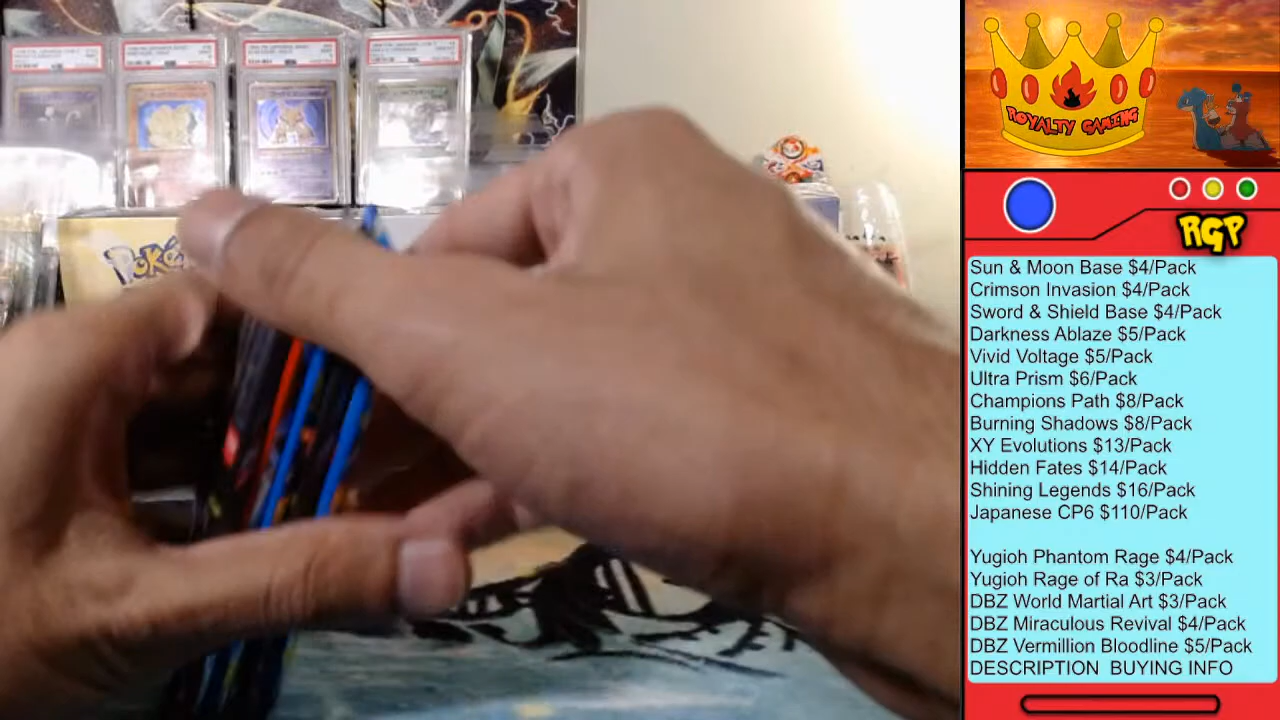 POKé
ROYALTY GAMING
RGP
Sun & Moon Base $4/Pack
Crimson Invasion $4/Pack
Sword & Shield Base $4/Pack
Darkness Ablaze $5/Pack
Vivid Voltage $5/Pack
Ultra Prism $6/Pack
Champions Path $8/Pack
Burning Shadows $8/Pack
XY Evolutions $13/Pack
Hidden Fates $14/Pack
Shining Legends $16/Pack
Japanese CP6 $110/Pack
Yugioh Phantom Rage $4/Pack
Yugioh Rage of Ra $3/Pack
DBZ World Martial Art $3/Pack
DBZ Miraculous Revival $4/Pack
DBZ Vermillion Bloodline $5/Pack
DESCRIPTION BUYING INFO